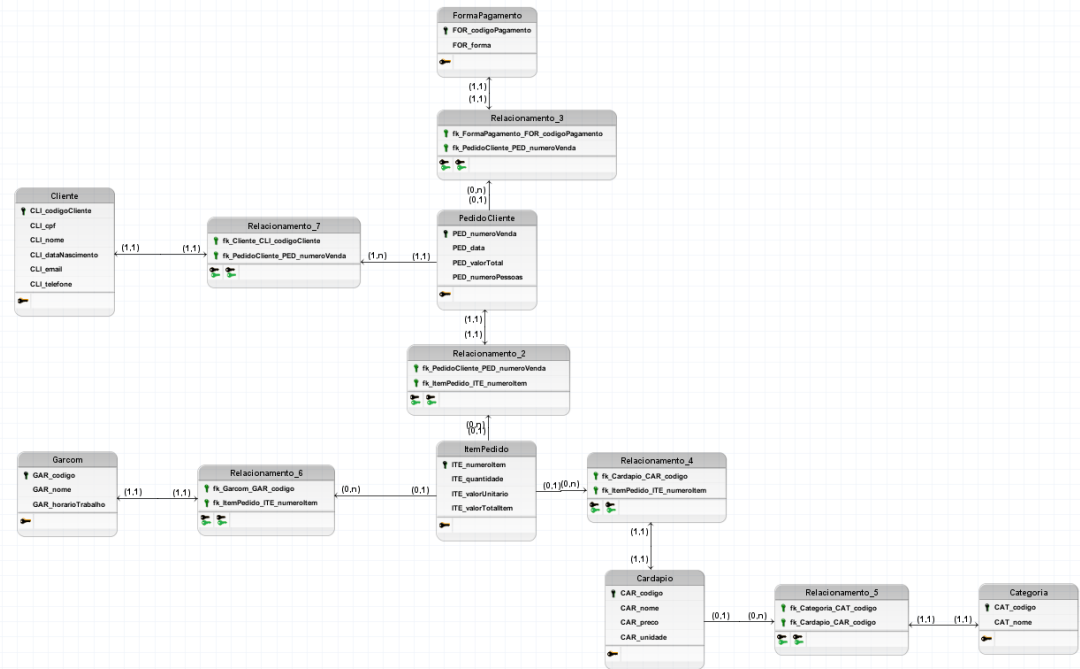 FormaPagamento
FOR_codigoPagamento
FOR_forma
(1,1)
(1,1)
Relacionamento_3
fk_FormaPagamento_FOR_codigoPagamento
fk_PedidoCliente_PED_numeroVenda
(0,n)
(0,1)
Cliente
CLI_codigoCliente
CLI_cpf
CLI_nome
CLI_dataNascimento
CLI_email
CLI_telefone
(1,1)
(1,1)
Relacionamento_7
fk_Cliente_CLI_codigoCliente
fk_PedidoCliente_PED_numeroVenda
(1,n)
(1,1)
PedidoCliente
PED_numeroVenda
PED_data
PED_valorTotal
PED_numeroPessoas
(1,1)
(1,1)
Relacionamento_2
fk_PedidoCliente_PED_numeroVenda
fk_ItemPedido_ITE_numeroItem
(0,n)
(0,1)
Garcom
GAR_codigo
GAR_nome
GAR_horarioTrabalho
(1,1)
(1,1)
Relacionamento_6
fk_Garcom_GAR_codigo
fk_ItemPedido_ITE_numeroItem
(0,n)
(0,1)
ItemPedido
ITE_numeroItem
ITE_quantidade
ITE_valorUnitario
ITE_valorTotalItem
(0,1)
(0,n)
Relacionamento_4
fk_Cardapio_CAR_codigo
fk_ItemPedido_ITE_numeroItem
(1,1)
(1,1)
Cardapio
CAR_codigo
CAR_nome
CAR_preco
CAR_unidade
(0,1)
(0,n)
Relacionamento_5
fk_Categoria_CAT_codigo
fk_Cardapio_CAR_codigo
(1,1)
(1,1)
Categoria
CAT_codigo
CAT_nome